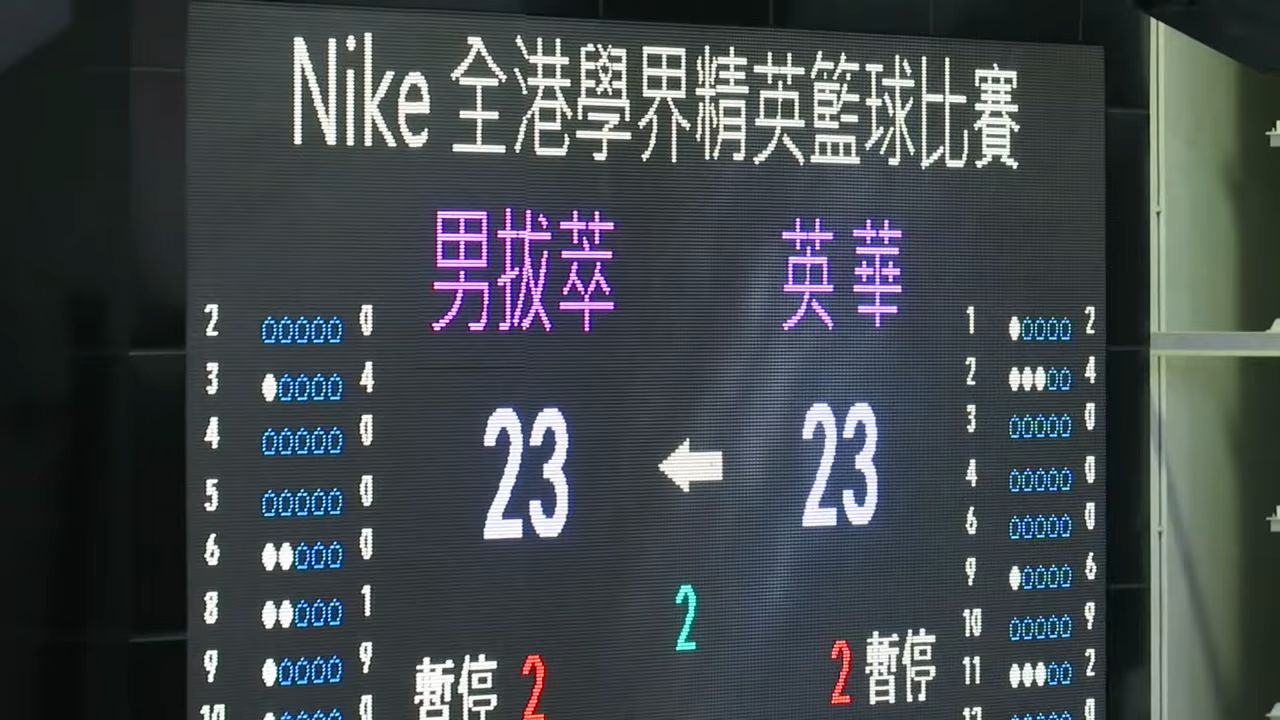 Nike 全港學界精英籃球比賽
男拔萃 英華
2 0 1 2
3 4 2 4
4 0 3 0
5 0 4 0
6 0 6 0
8 1 9 6
9 9 10 9
10 0 11 2
23 23
2
暫停 2 2 暫停